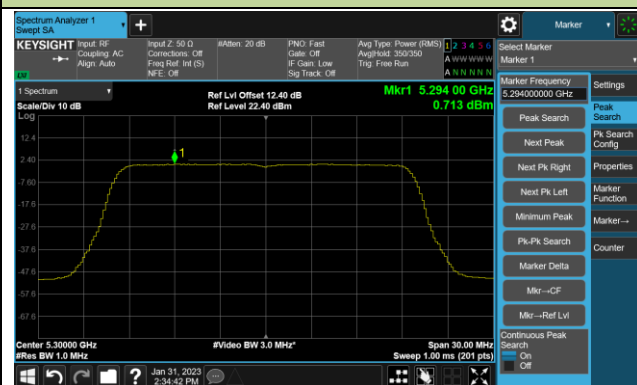 Spectrum Analyzer 1
Swept SA
+
Marker
KEYSIGHT
Input: RF
Coupling: AC
Align: Auto
Input Z: 50 Ω
Corrections: Off
Freq Ref: Int (S)
NFE: Off
#Atten: 20 dB
PNO: Fast
Gate: Off
IF Gain: Low
Sig Track: Off
Avg Type: Power (RMS)
Avg|Hold: 350/350
Trig: Free Run
1 2 3 4 5 6
A W W W W W
A N N N N N
LXI
Select Marker
Marker 1
1 Spectrum
Scale/Div 10 dB
Log
Ref Lvl Offset 12.40 dB
Ref Level 22.40 dBm
Mkr1 5.294 00 GHz
0.713 dBm
12.4
2.40
-7.60
-17.6
-27.6
-37.6
-47.6
-57.6
-67.6
1
Center 5.30000 GHz
#Res BW 1.0 MHz
#Video BW 3.0 MHz*
Span 30.00 MHz
Sweep 1.00 ms (201 pts)
Marker Frequency
5.294000000 GHz
Peak Search
Next Peak
Next Pk Right
Next Pk Left
Minimum Peak
Pk-Pk Search
Marker Delta
Mkr→CF
Mkr→Ref Lvl
Continuous Peak
Search
On
Off
Settings
Peak
Search
Pk Search
Config
Properties
Marker
Function
Marker→
Counter
?
Jan 31, 2023
2:34:42 PM